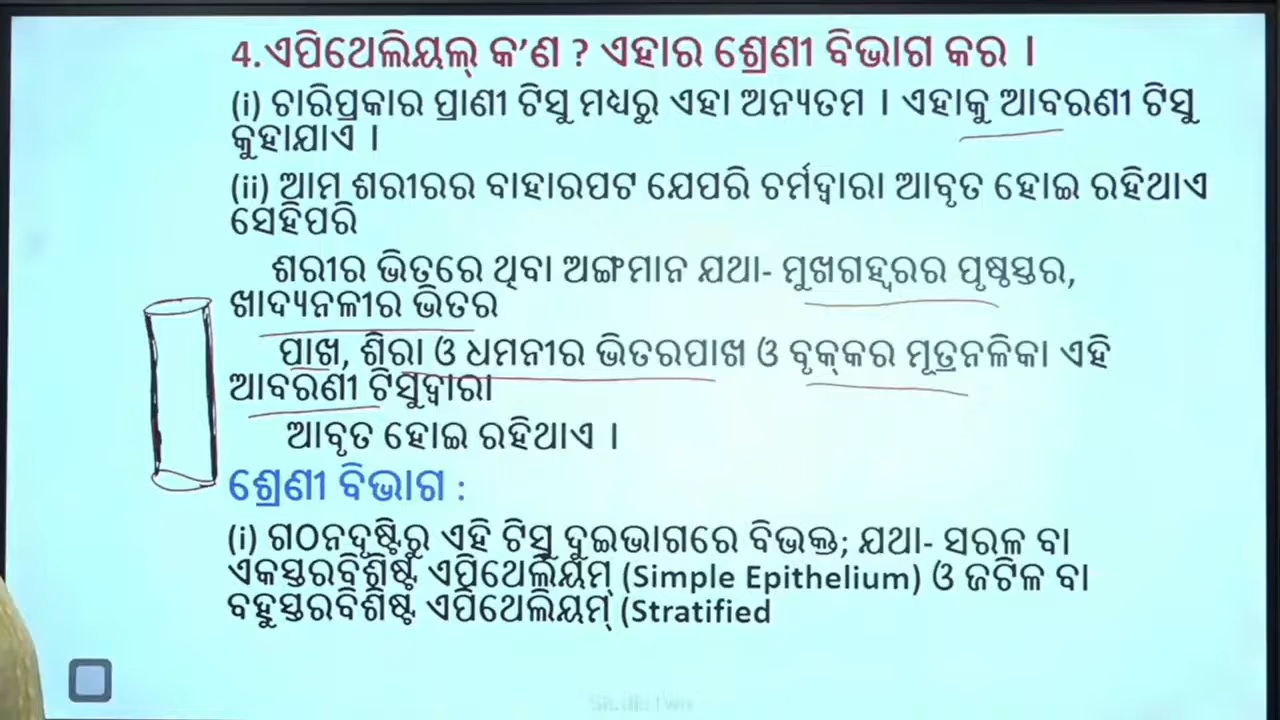 4.ଏପିଥେଲିୟଲ୍ କ’ଣ ? ଏହାର ଶ୍ରେଣୀ ବିଭାଗ କର ।
(i) ଚାରିପ୍ରକାର ପ୍ରାଣୀ ଟିସୁ ମଧ୍ୟରୁ ଏହା ଅନ୍ୟତମ । ଏହାକୁ ଆବରଣୀ ଟିସୁ
କୁହାଯାଏ ।
(ii) ଆମ ଶରୀରର ବାହାରପଟ ଯେପରି ଚର୍ମଦ୍ୱାରା ଆବୃତ ହୋଇ ରହିଥାଏ
ସେହିପରି
ଶରୀର ଭିତରେ ଥିବା ଅଙ୍ଗମାନ ଯଥା- ମୁଖଗହ୍ୱରର ପୃଷ୍ଠସ୍ତର,
ଖାଦ୍ୟନଳୀର ଭିତର
ପାଖ, ଶିରା ଓ ଧମନୀର ଭିତରପାଖ ଓ ବୃକ୍‌କର ମୂତ୍ରନଳିକା ଏହି
ଆବରଣୀ ଟିସୁଦ୍ୱାରା
ଆବୃତ ହୋଇ ରହିଥାଏ ।
ଶ୍ରେଣୀ ବିଭାଗ :
(i) ଗଠନଦୃଷ୍ଟିରୁ ଏହି ଟିସୁ ଦୁଇଭାଗରେ ବିଭକ୍ତ; ଯଥା- ସରଳ ବା
ଏକସ୍ତରବିଶିଷ୍ଟ ଏପିଥେଲିୟମ୍ (Simple Epithelium) ଓ ଜଟିଳ ବା
ବହୁସ୍ତରବିଶିଷ୍ଟ ଏପିଥେଲିୟମ୍ (Stratified